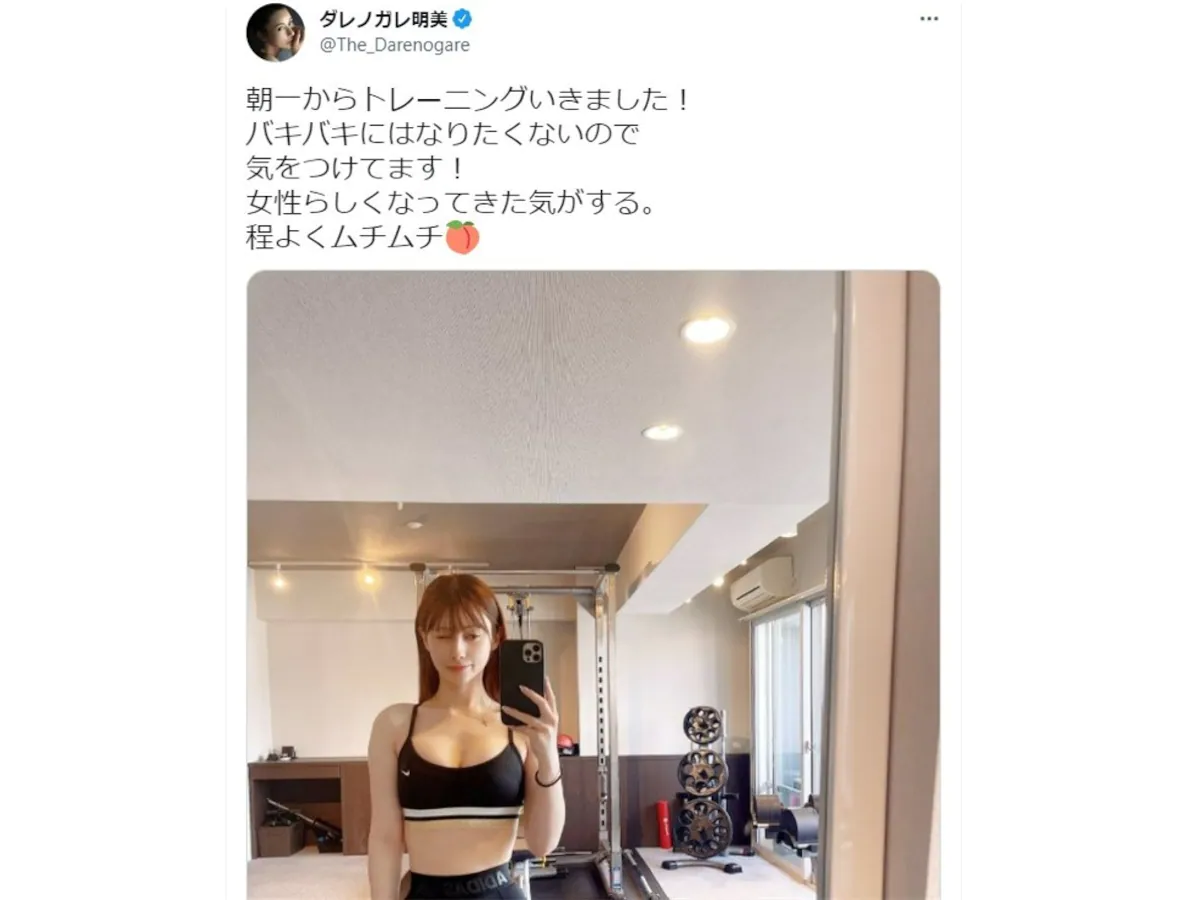 ダレノガレ明美
@The_Darenogare
朝一からトレーニングいきました！
バキバキにはなりたくないので
気をつけてます！
女性らしくなってきた気がする。
程よくムチムチ🍑
ADIDAS